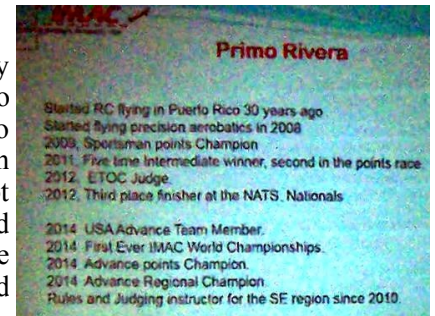 IMAC
Primo Rivera
Started RC flying in Puerto Rico 30 years ago
Started flying precision aerobatics in 2008
2009, Sportsman points Champion
2011, Five time Intermediate winner, second in the points race.
2012, ETOC Judge.
2012, Third place finisher at the NATS, Nationals
2014 USA Advance Team Member.
2014 First Ever IMAC World Championships.
2014 Advance points Champion.
2014 Advance Regional Champion.
Rules and Judging instructor for the SE region since 2010.